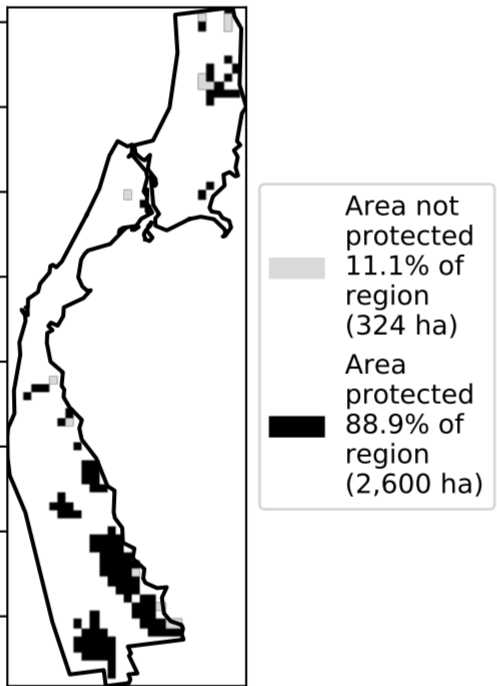 Area not
protected
11.1% of
region
(324 ha)
Area
protected
88.9% of
region
(2,600 ha)